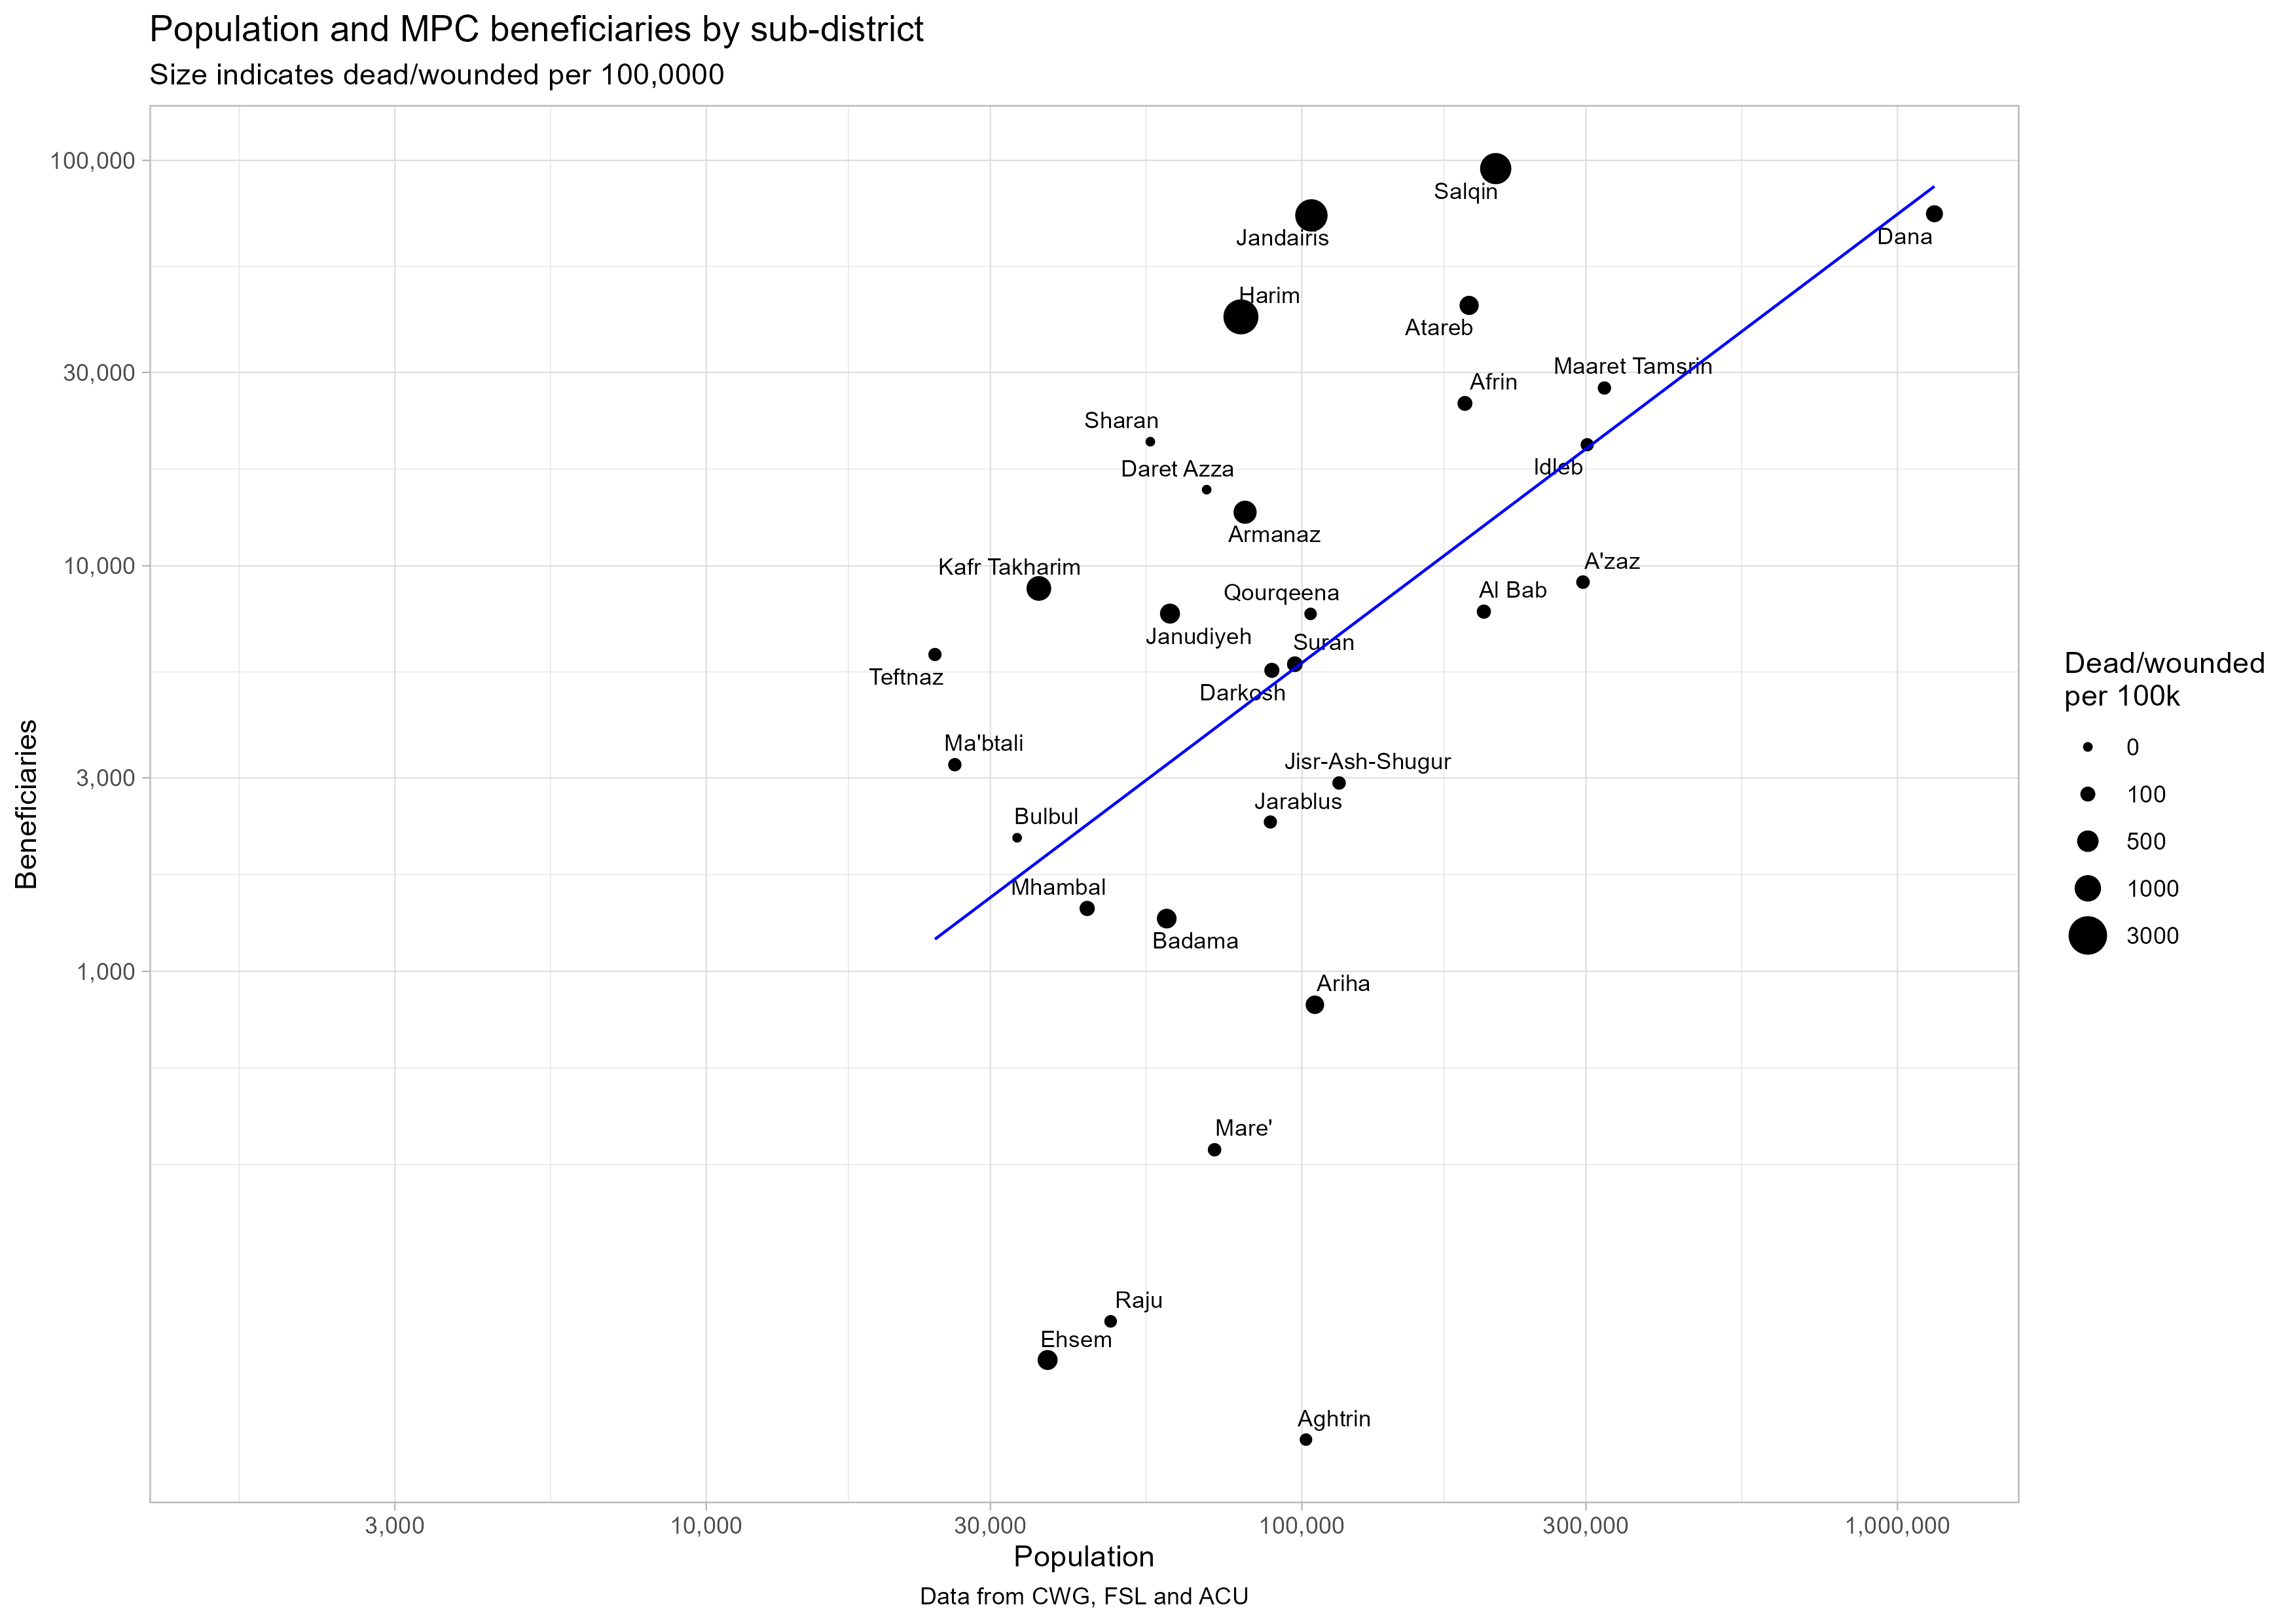 Population and MPC beneficiaries by sub-district
Size indicates dead/wounded per 100,0000
100,000
30,000
10,000
3,000
1,000
Beneficiaries
Salqin
Jandairis
Dana
Harim
Atareb
Maaret Tamsrin
Afrin
Sharan
Daret Azza
Idleb
Armanaz
Kafr Takharim
A'zaz
Al Bab
Qourqeena
Janudiyeh
Suran
Teftnaz
Darkosh
Ma'btali
Jisr-Ash-Shugur
Jarablus
Bulbul
Mhambal
Badama
Ariha
Mare'
Raju
Ehsem
Aghtrin
Dead/wounded
per 100k
0
100
500
1000
3000
3,000
10,000
30,000
100,000
300,000
1,000,000
Population
Data from CWG, FSL and ACU